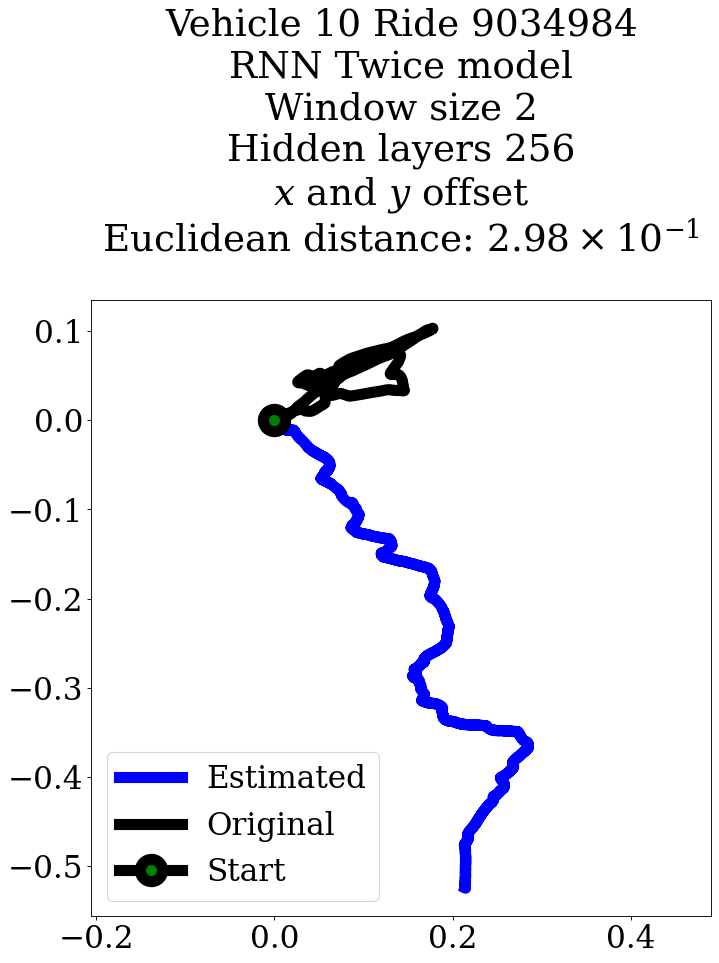 Vehicle 10 Ride 9034984
RNN Twice model
Window size 2
Hidden layers 256
x and y offset
Euclidean distance: 2.98 × 10⁻¹
0.1
0.0
−0.1
−0.2
−0.3
−0.4
−0.5
Estimated
Original
Start
−0.2 0.0 0.2 0.4